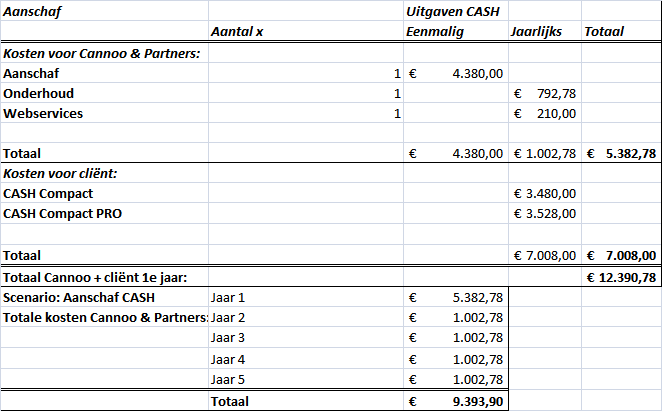 Aanschaf Uitgaven CASH
Aantal x Eenmalig Jaarlijks Totaal
Kosten voor Cannoo & Partners:
Aanschaf 1 € 4.380,00
Onderhoud 1 € 792,78
Webservices 1 € 210,00
Totaal € 4.380,00 € 1.002,78 € 5.382,78
Kosten voor cliënt:
CASH Compact € 3.480,00
CASH Compact PRO € 3.528,00
Totaal € 7.008,00 € 7.008,00
Totaal Cannoo + cliënt 1e jaar: € 12.390,78
Scenario: Aanschaf CASH Jaar 1 € 5.382,78
Totale kosten Cannoo & Partners: Jaar 2 € 1.002,78
Jaar 3 € 1.002,78
Jaar 4 € 1.002,78
Jaar 5 € 1.002,78
Totaal € 9.393,90